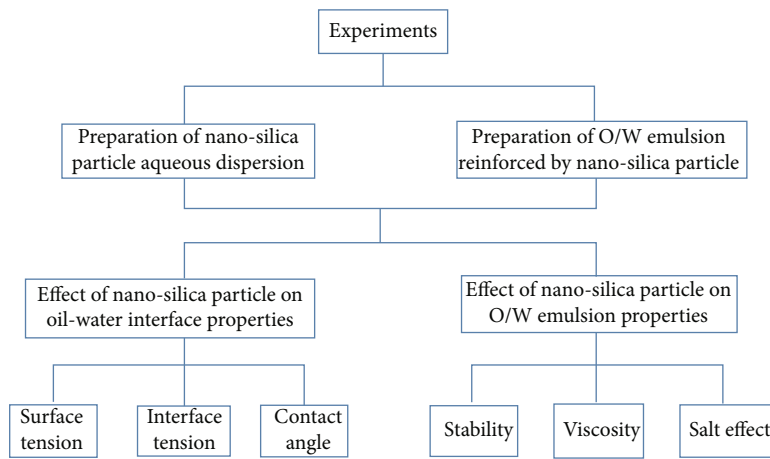 Experiments
Preparation of nano-silica
particle aqueous dispersion
Preparation of O/W emulsion
reinforced by nano-silica particle
Effect of nano-silica particle on
oil-water interface properties
Effect of nano-silica particle on
O/W emulsion properties
Surface
tension
Interface
tension
Contact
angle
Stability
Viscosity
Salt effect